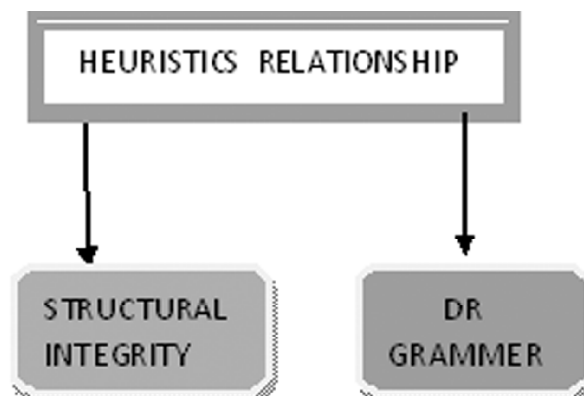 HEURISTICS RELATIONSHIP
STRUCTURAL
INTEGRITY
DR
GRAMMER